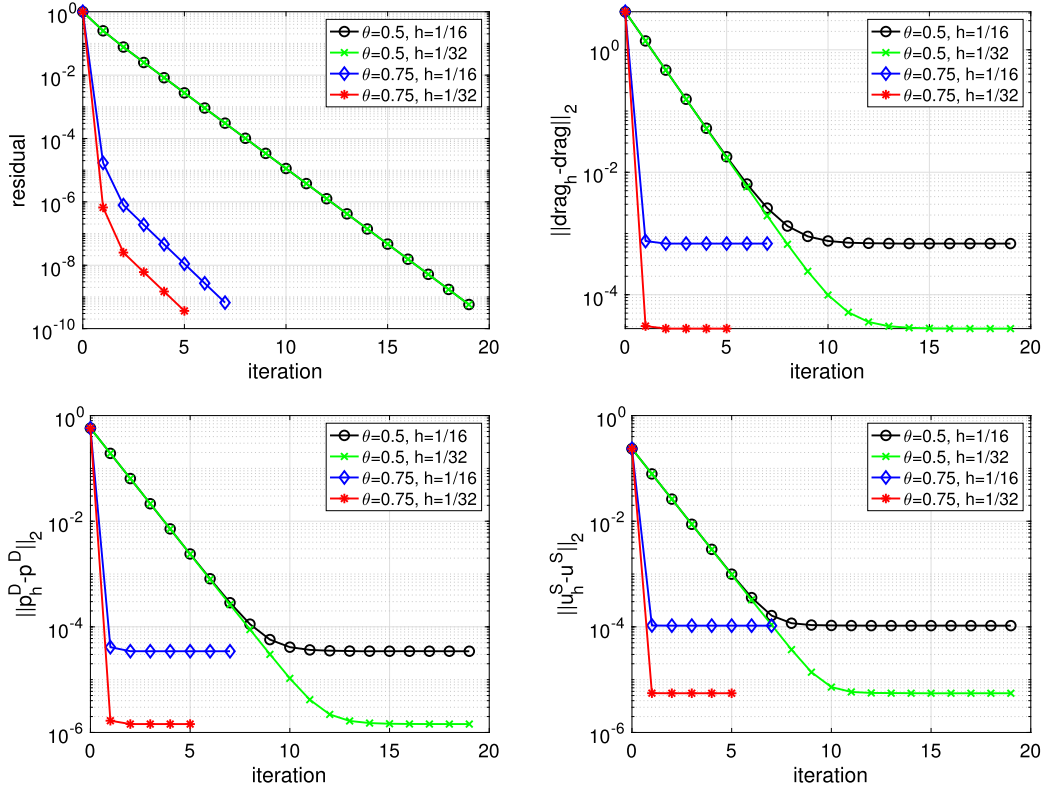 10^0
10^-2
10^-4
10^-6
10^-8
10^-10
residual
0 5 10 15 20
iteration
θ=0.5, h=1/16
θ=0.5, h=1/32
θ=0.75, h=1/16
θ=0.75, h=1/32
10^0
10^-2
10^-4
||drag_h-drag||_2
0 5 10 15 20
iteration
θ=0.5, h=1/16
θ=0.5, h=1/32
θ=0.75, h=1/16
θ=0.75, h=1/32
10^0
10^-2
10^-4
10^-6
||p_h^D-p^D||_2
0 5 10 15 20
iteration
θ=0.5, h=1/16
θ=0.5, h=1/32
θ=0.75, h=1/16
θ=0.75, h=1/32
10^0
10^-2
10^-4
10^-6
||u_h^S-u^S||_2
0 5 10 15 20
iteration
θ=0.5, h=1/16
θ=0.5, h=1/32
θ=0.75, h=1/16
θ=0.75, h=1/32